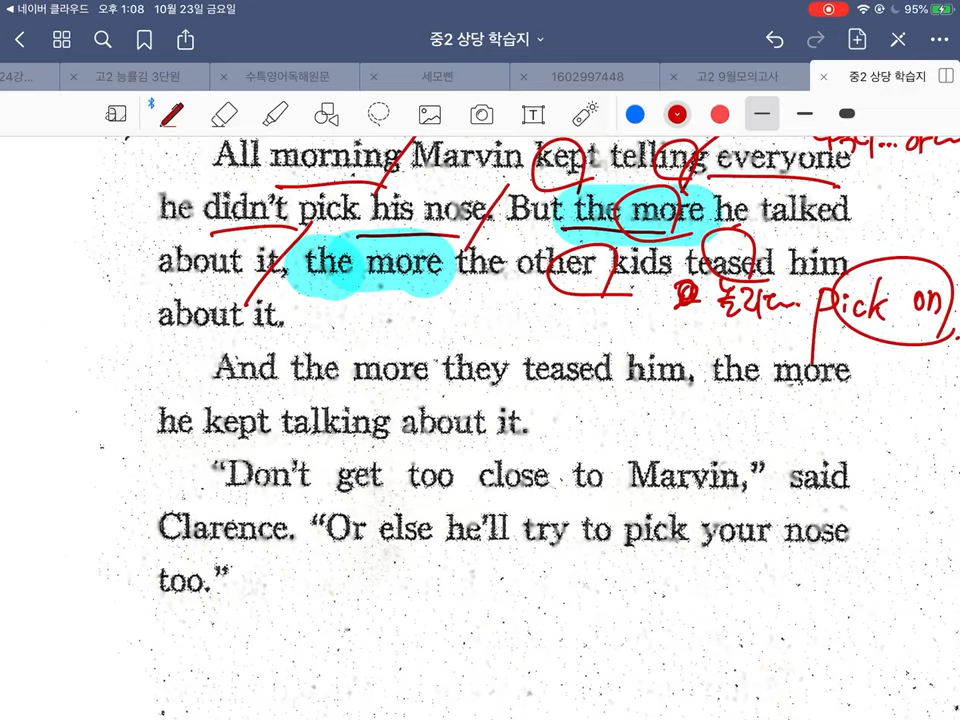 네이버 클라우드 오후 1:08 10월 23일 금요일
95%
중2 상당 학습지
24강...
고2 능률김 3단원
수특영어독해원문
세모삔
1602997448
고2 9월모의고사
중2 상당 학습지
All morning Marvin kept telling everyone
he didn't pick his nose. But the more he talked
about it, the more the other kids teased him
놀리다. pick on
about it.
And the more they teased him, the more
he kept talking about it.
"Don't get too close to Marvin," said
Clarence. "Or else he'll try to pick your nose
too."